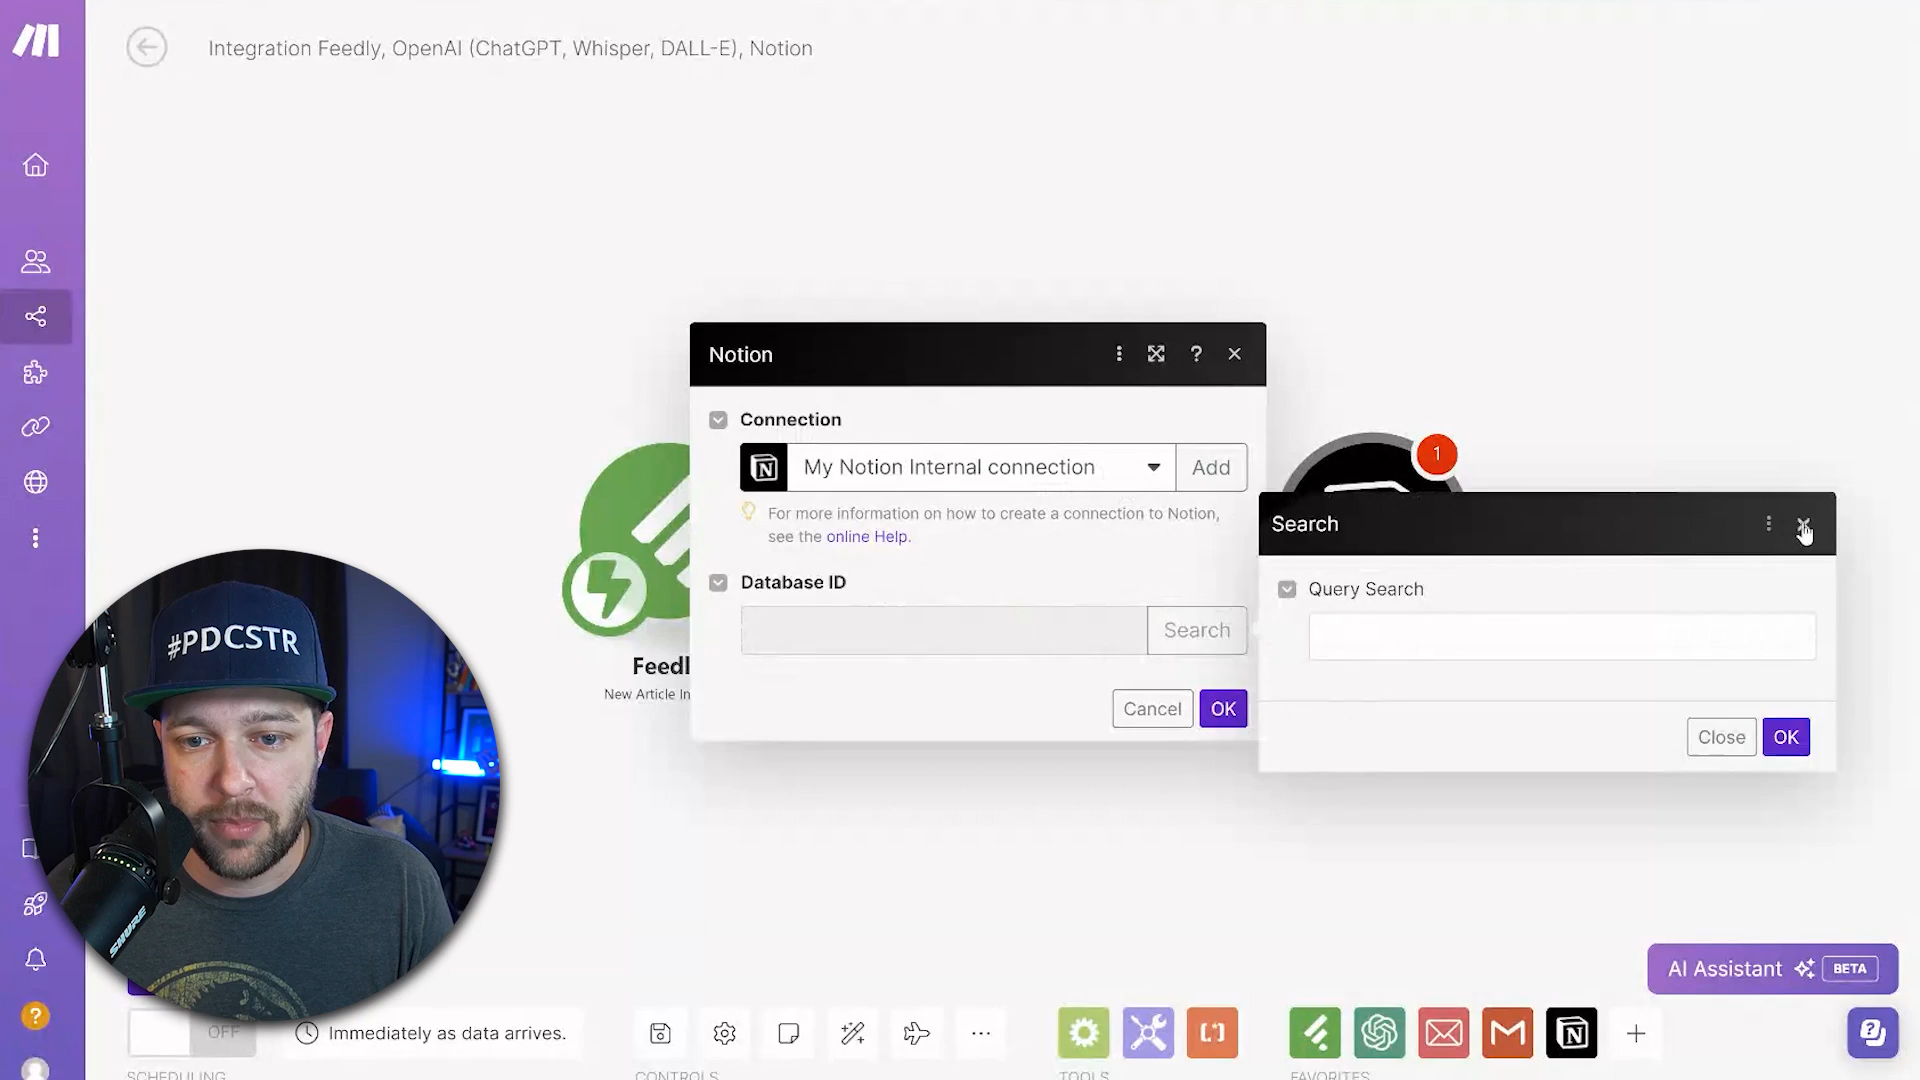 Integration Feedly, OpenAI (ChatGPT, Whisper, DALL-E), Notion
Notion
?
Connection
My Notion Internal connection
Add
For more information on how to create a connection to Notion,
see the online Help.
Database ID
Search
Cancel
OK
1
Search
Query Search
Close
OK
Feedl
New Article In
#PDCSTR
SHURE
AI Assistant
BETA
OFF
Immediately as data arrives.
SCHEDULING
CONTROLS
TOOLS
FAVORITES